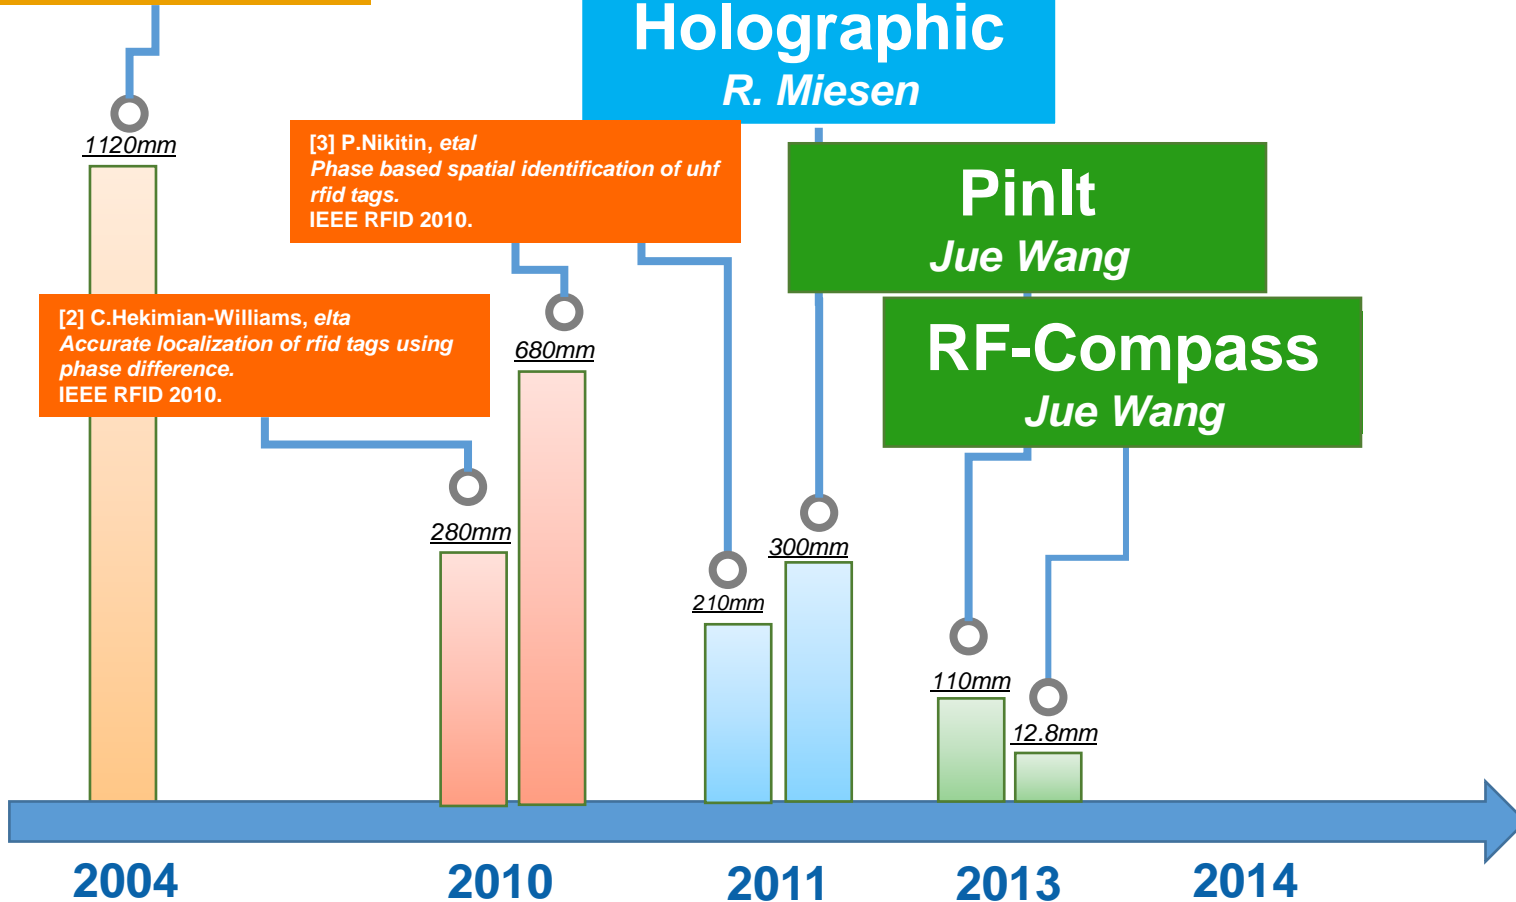 Holographic
R. Miesen
1120mm
[3] P.Nikitin, etal
Phase based spatial identification of uhf
rfid tags.
IEEE RFID 2010.
PinIt
Jue Wang
[2] C.Hekimian-Williams, elta
Accurate localization of rfid tags using
phase difference.
IEEE RFID 2010.
RF-Compass
Jue Wang
680mm
280mm
300mm
210mm
110mm
12.8mm
2004
2010
2011
2013
2014